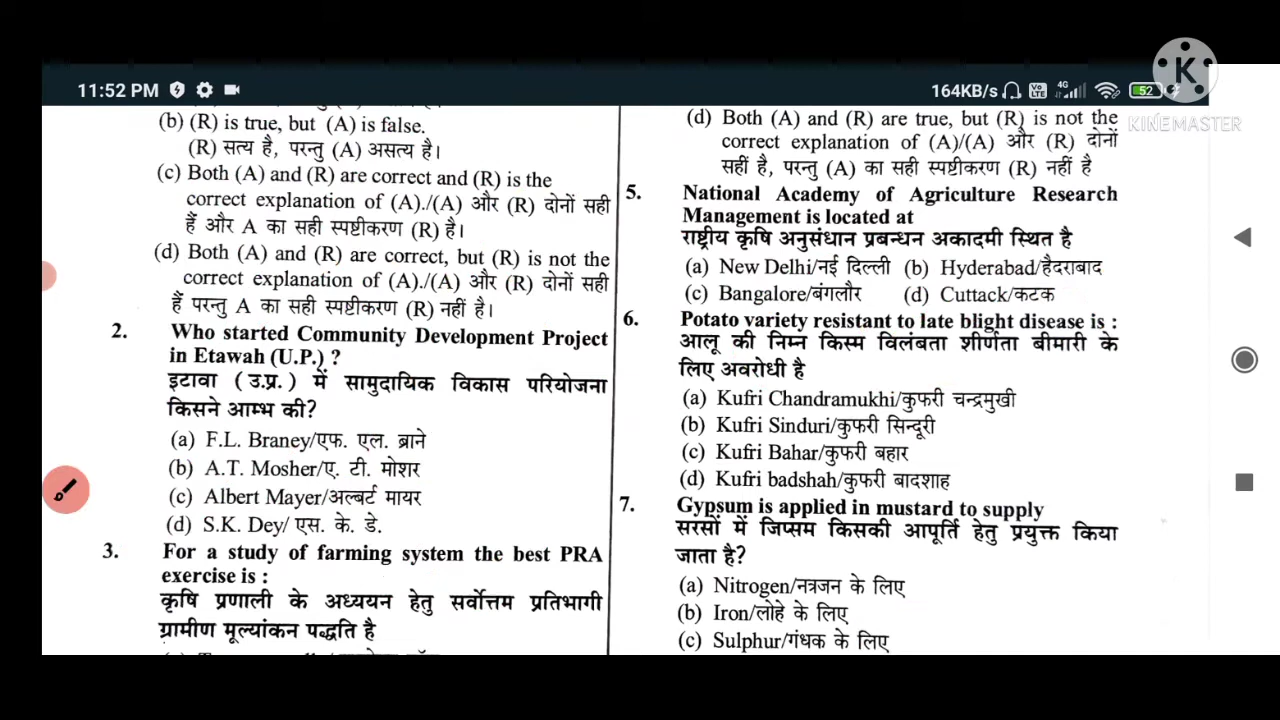 11:52 PM
164KB/s
4G
52
K
KINEMASTER
(b) (R) is true, but (A) is false.
(R) सत्य है, परन्तु (A) असत्य है।
(c) Both (A) and (R) are correct and (R) is the
correct explanation of (A)./(A) और (R) दोनों सही
हैं और A का सही स्पष्टीकरण (R) है।
(d) Both (A) and (R) are correct, but (R) is not the
correct explanation of (A)./(A) और (R) दोनों सही
हैं परन्तु A का सही स्पष्टीकरण (R) नहीं है।
2. Who started Community Development Project
in Etawah (U.P.) ?
इटावा (उ.प्र.) में सामुदायिक विकास परियोजना
किसने आम्भ की?
(a) F.L. Braney/एफ. एल. ब्राने
(b) A.T. Mosher/ए. टी. मोशर
(c) Albert Mayer/अल्बर्ट मायर
(d) S.K. Dey/ एस. के. डे.
3. For a study of farming system the best PRA
exercise is :
कृषि प्रणाली के अध्ययन हेतु सर्वोत्तम प्रतिभागी
ग्रामीण मूल्यांकन पद्धति है
(d) Both (A) and (R) are true, but (R) is not the
correct explanation of (A)/(A) और (R) दोनों
सहीं है, परन्तु (A) का सही स्पष्टीकरण (R) नहीं है
5. National Academy of Agriculture Research
Management is located at
राष्ट्रीय कृषि अनुसंधान प्रबन्धन अकादमी स्थित है
(a) New Delhi/नई दिल्ली (b) Hyderabad/हैदराबाद
(c) Bangalore/बंगलौर (d) Cuttack/कटक
6. Potato variety resistant to late blight disease is :
आलू की निम्न किस्म विलंबता शीर्णता बीमारी के
लिए अवरोधी है
(a) Kufri Chandramukhi/कुफरी चन्द्रमुखी
(b) Kufri Sinduri/कुफरी सिन्दूरी
(c) Kufri Bahar/कुफरी बहार
(d) Kufri badshah/कुफरी बादशाह
7. Gypsum is applied in mustard to supply
सरसों में जिप्सम किसकी आपूर्ति हेतु प्रयुक्त किया
जाता है?
(a) Nitrogen/नत्रजन के लिए
(b) Iron/लोहे के लिए
(c) Sulphur/गंधक के लिए